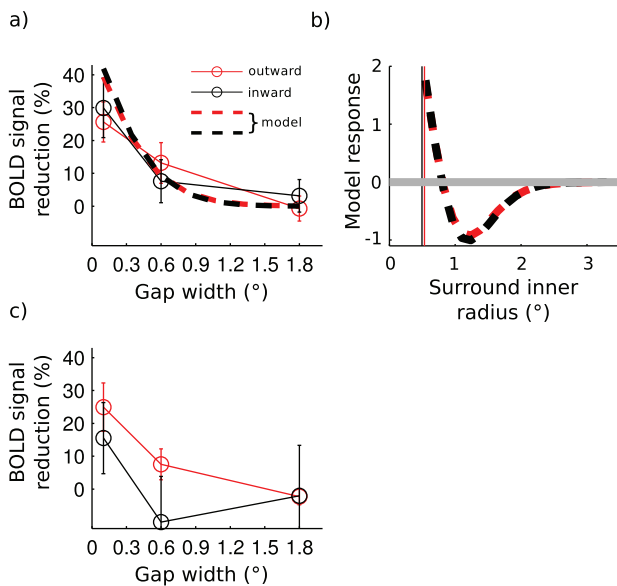 a)
BOLD signal
reduction (%)
40
30
20
10
0
outward
inward
} model
0 0.3 0.6 0.9 1.2 1.5 1.8
Gap width (°)
b)
Model response
2
1
0
-1
0 1 2 3
Surround inner
radius (°)
c)
BOLD signal
reduction (%)
40
30
20
10
0
0 0.3 0.6 0.9 1.2 1.5 1.8
Gap width (°)